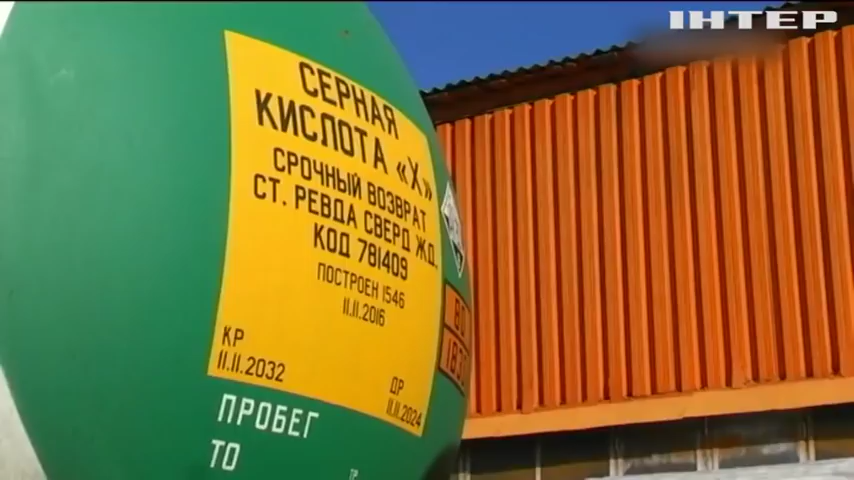 ІНТЕР
СЕРНАЯ
КИСЛОТА «Х»
СРОЧНЫЙ ВОЗВРАТ
СТ. РЕВДА СВЕРД Ж.Д.
КОД 781409
ПОСТРОЕН 1546
11.11.2016
КР
11.11.2032
ДР
11.11.2024
ПРОБЕГ
ТО
80